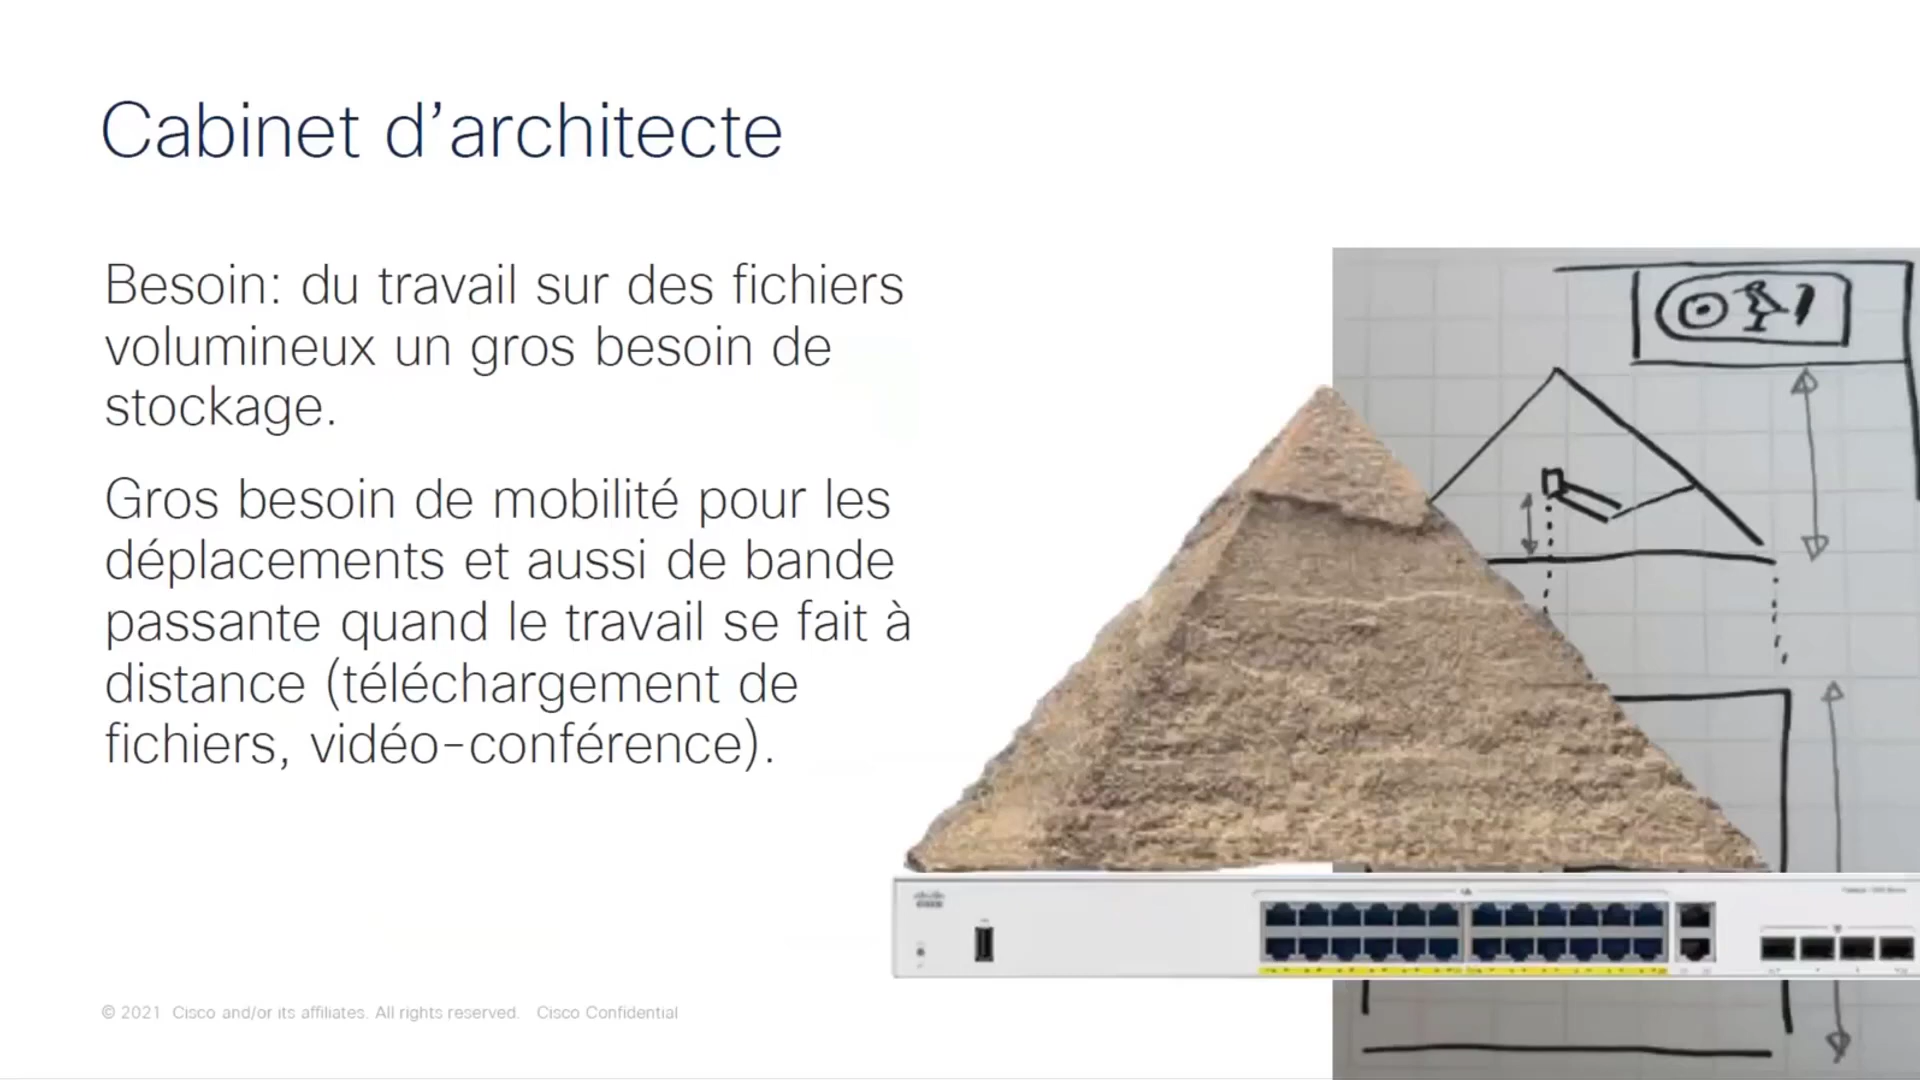 Cabinet d’architecte
Besoin: du travail sur des fichiers
volumineux un gros besoin de
stockage.
Gros besoin de mobilité pour les
déplacements et aussi de bande
passante quand le travail se fait à
distance (téléchargement de
fichiers, vidéo-conférence).
© 2021 Cisco and/or its affiliates. All rights reserved. Cisco Confidential